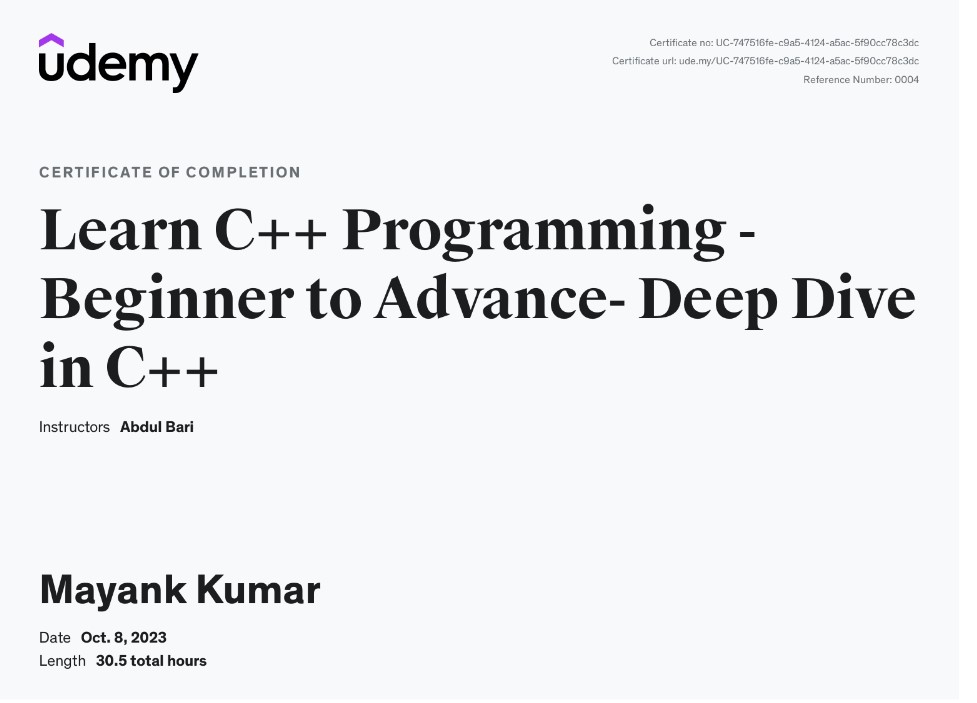 udemy
Certificate no: UC-747516fe-c9a5-4124-a5ac-5f90cc78c3dc
Certificate url: ude.my/UC-747516fe-c9a5-4124-a5ac-5f90cc78c3dc
Reference Number: 0004
CERTIFICATE OF COMPLETION
Learn C++ Programming -
Beginner to Advance- Deep Dive
in C++
Instructors Abdul Bari
Mayank Kumar
Date Oct. 8, 2023
Length 30.5 total hours